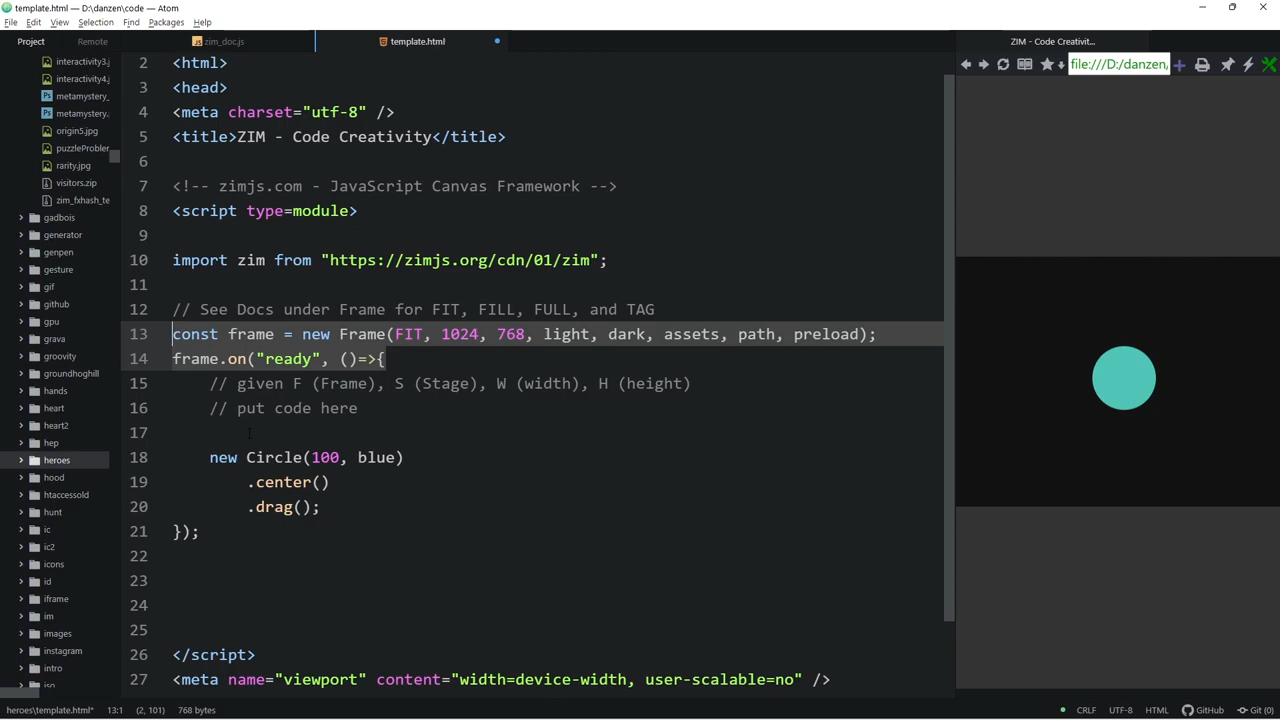 template.html — D:\danzen\code — Atom
File Edit View Selection Find Packages Help
Project Remote zim_doc.js template.html ZIM - Code Creativit...
file:///D:/danzen/
interactivity3.j
interactivity4.
metamystery_
metamystery.
origin5.jpg
puzzleProbler
rarity.jpg
visitors.zip
zim_fxhash_te
gadbois
generator
genpen
gesture
gif
github
gpu
grava
groovity
groundhoghill
hands
heart
heart2
hep
heroes
hood
htaccessold
hunt
ic
ic2
icons
id
iframe
im
images
instagram
intro
iso
2 <html>
3 <head>
4 <meta charset="utf-8" />
5 <title>ZIM - Code Creativity</title>
6
7 <!-- zimjs.com - JavaScript Canvas Framework -->
8 <script type=module>
9
10 import zim from "https://zimjs.org/cdn/01/zim";
11
12 // See Docs under Frame for FIT, FILL, FULL, and TAG
13 const frame = new Frame(FIT, 1024, 768, light, dark, assets, path, preload);
14 frame.on("ready", ()=>{
15 // given F (Frame), S (Stage), W (width), H (height)
16 // put code here
17
18 new Circle(100, blue)
19 .center()
20 .drag();
21 });
22
23
24
25
26 </script>
27 <meta name="viewport" content="width=device-width, user-scalable=no" />
heroes\template.html* 13:1 (2, 101) 768 bytes CRLF UTF-8 HTML GitHub Git (0)